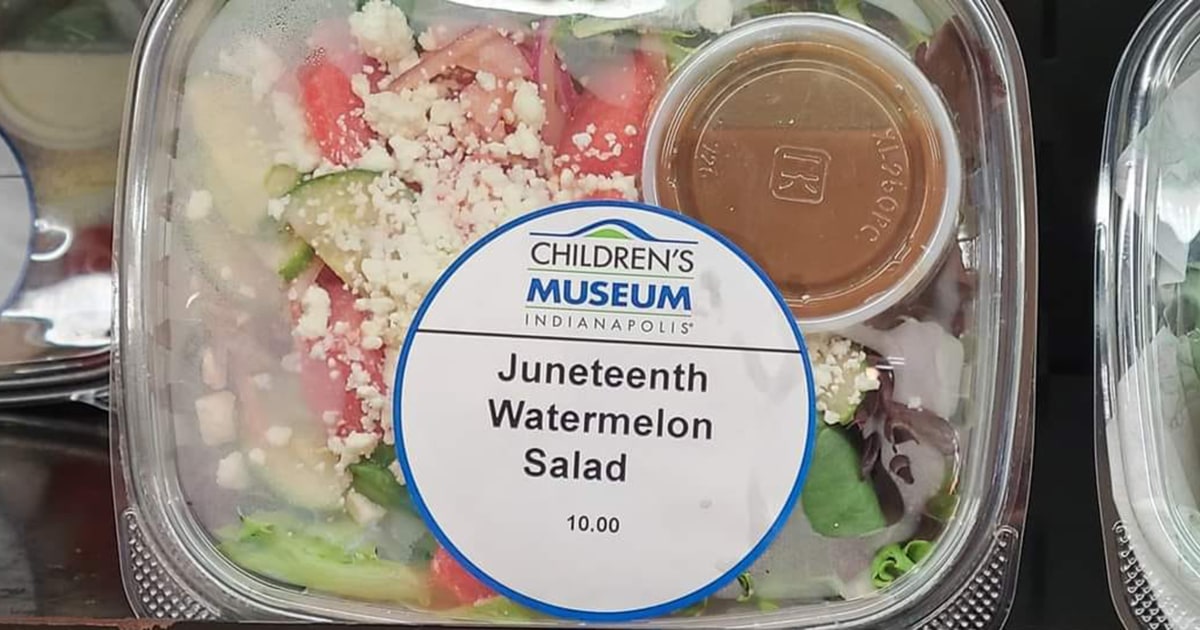 CHILDREN'S
MUSEUM
INDIANAPOLIS®
Juneteenth
Watermelon
Salad
10.00